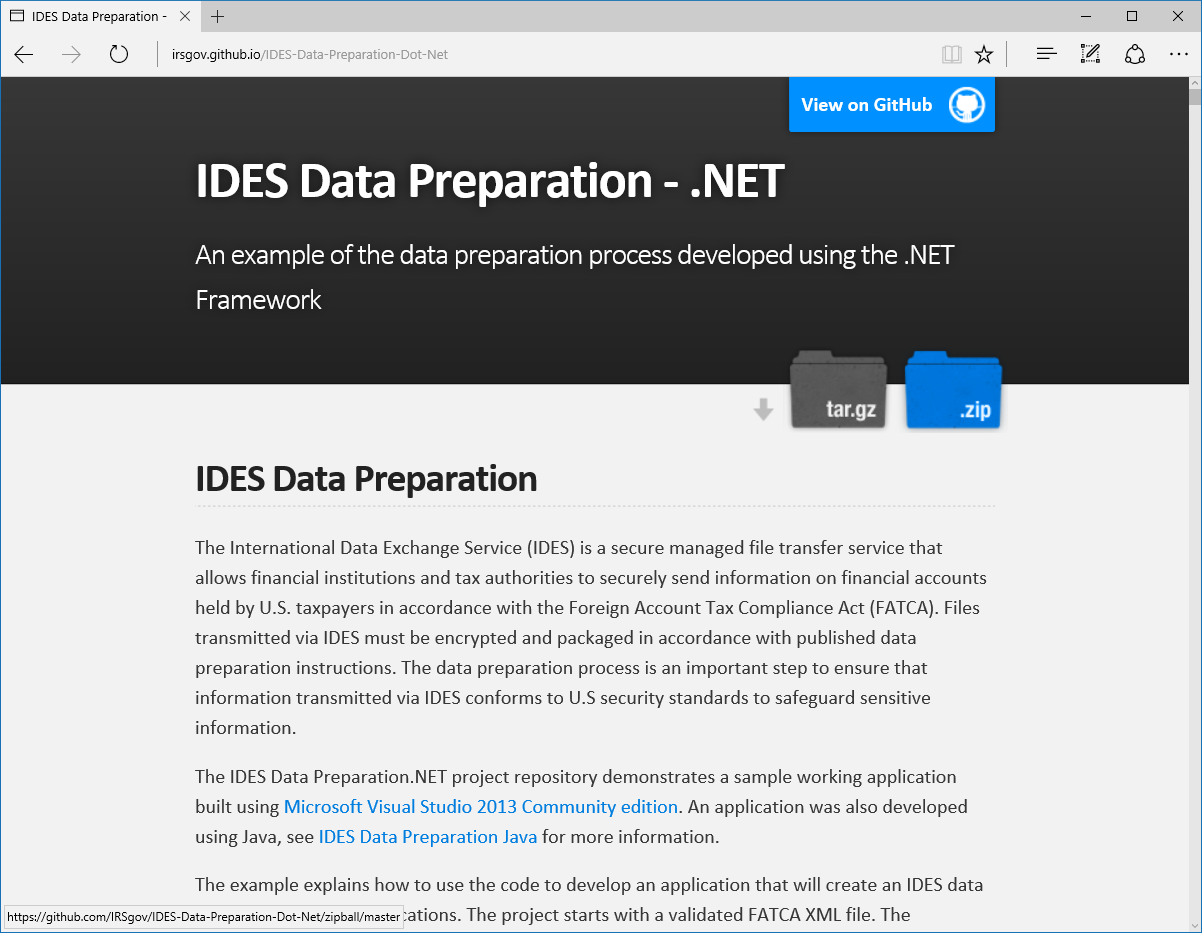 IDES Data Preparation -
irsgov.github.io/IDES-Data-Preparation-Dot-Net
View on GitHub
IDES Data Preparation - .NET
An example of the data preparation process developed using the .NET
Framework
tar.gz
.zip
IDES Data Preparation
The International Data Exchange Service (IDES) is a secure managed file transfer service that
allows financial institutions and tax authorities to securely send information on financial accounts
held by U.S. taxpayers in accordance with the Foreign Account Tax Compliance Act (FATCA). Files
transmitted via IDES must be encrypted and packaged in accordance with published data
preparation instructions. The data preparation process is an important step to ensure that
information transmitted via IDES conforms to U.S security standards to safeguard sensitive
information.
The IDES Data Preparation.NET project repository demonstrates a sample working application
built using Microsoft Visual Studio 2013 Community edition. An application was also developed
using Java, see IDES Data Preparation Java for more information.
The example explains how to use the code to develop an application that will create an IDES data
https://github.com/IRSgov/IDES-Data-Preparation-Dot-Net/zipball/master
cations. The project starts with a validated FATCA XML file. The